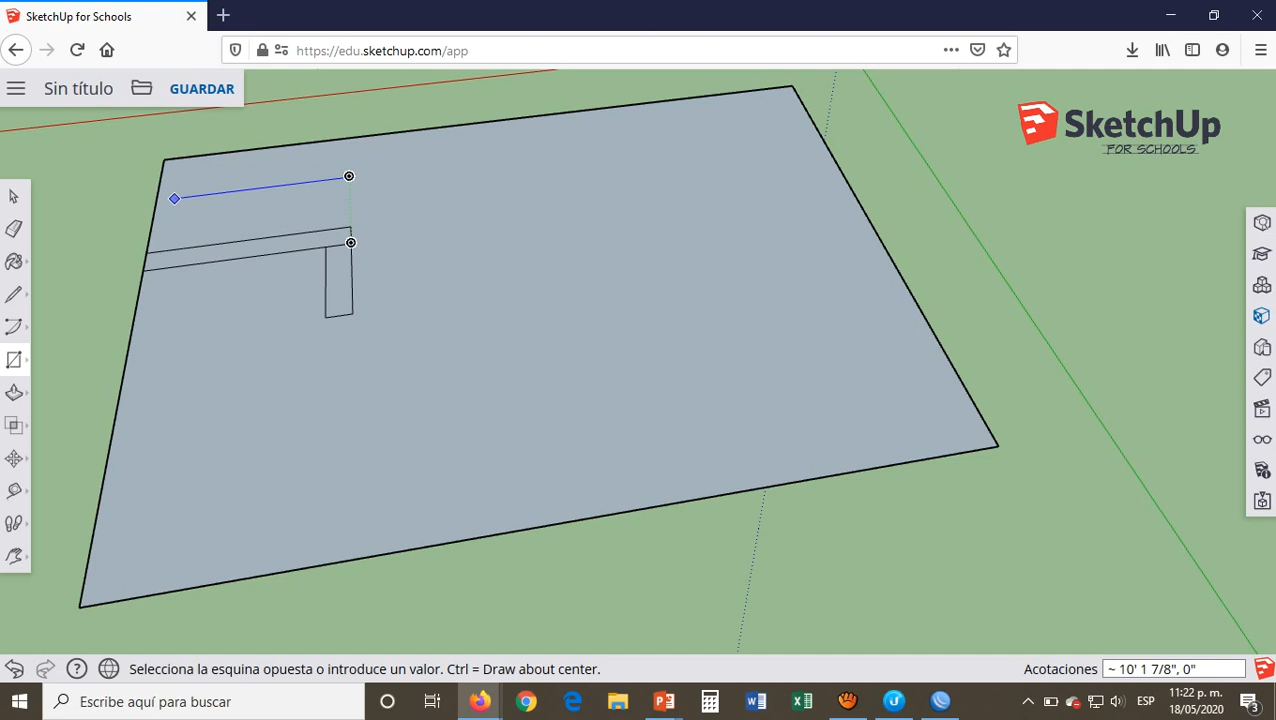 SketchUp for Schools
https://edu.sketchup.com/app
Sin título
GUARDAR
SketchUp
FOR SCHOOLS
Selecciona la esquina opuesta o introduce un valor. Ctrl = Draw about center.
Acotaciones
~ 10' 1 7/8", 0"
Escribe aquí para buscar
ESP
11:22 p. m.
18/05/2020
3